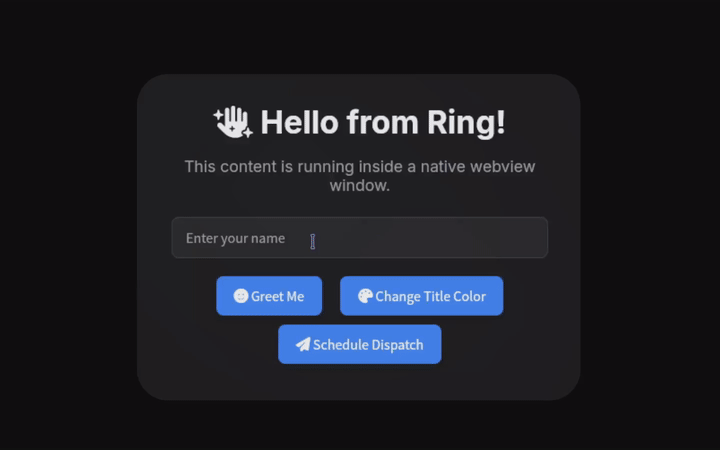 Hello from Ring!
This content is running inside a native webview
window.
Enter your name
Greet Me
Change Title Color
Schedule Dispatch